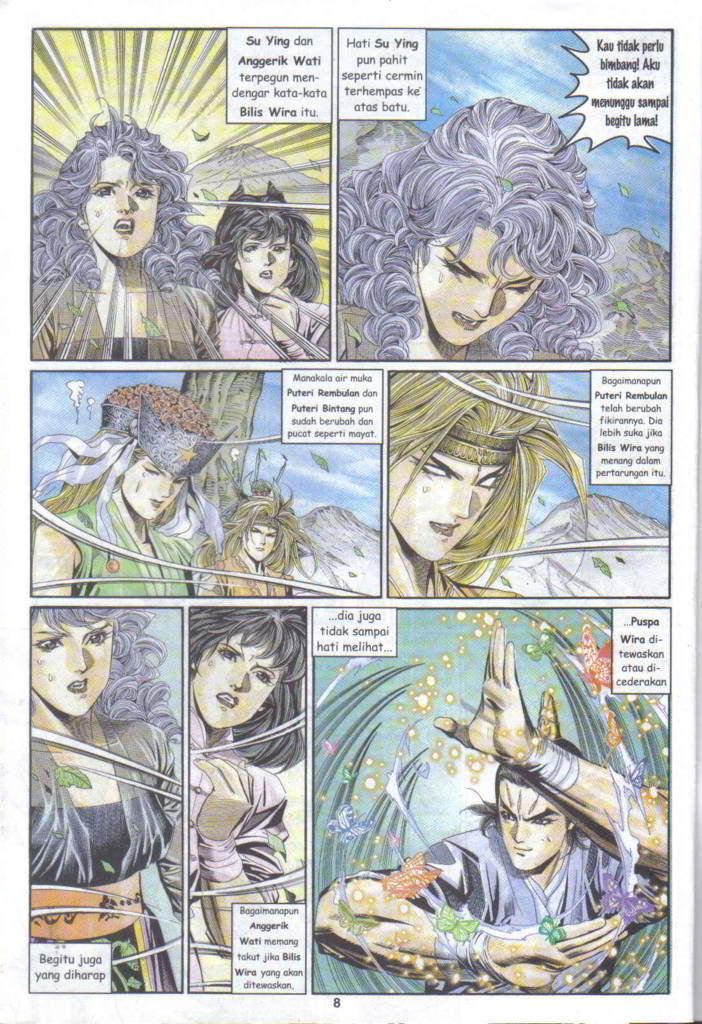 Su Ying dan
Anggerik Wati
terpegun men-
dengar kata-kata
Bilis Wira itu.
Hati Su Ying
pun pahit
seperti cermin
terhempas ke
atas batu.
Kau tidak perlu
bimbang! Aku
tidak akan
menunggu sampai
begitu lama!
Manakala air muka
Puteri Rembulan dan
Puteri Bintang pun
sudah berubah dan
pucat seperti mayat.
Bagaimanapun
Puteri Rembulan
telah berubah
fikirannya. Dia
lebih suka jika
Bilis Wira yang
menang dalam
pertarungan itu.
Begitu juga
yang diharap
Bagaimanapun
Anggerik
Wati memang
takut jika Bilis
Wira yang akan
ditewaskan.
...dia juga
tidak sampai
hati melihat...
...Puspa
Wira di-
tewaskan
atau di-
cederakan
8